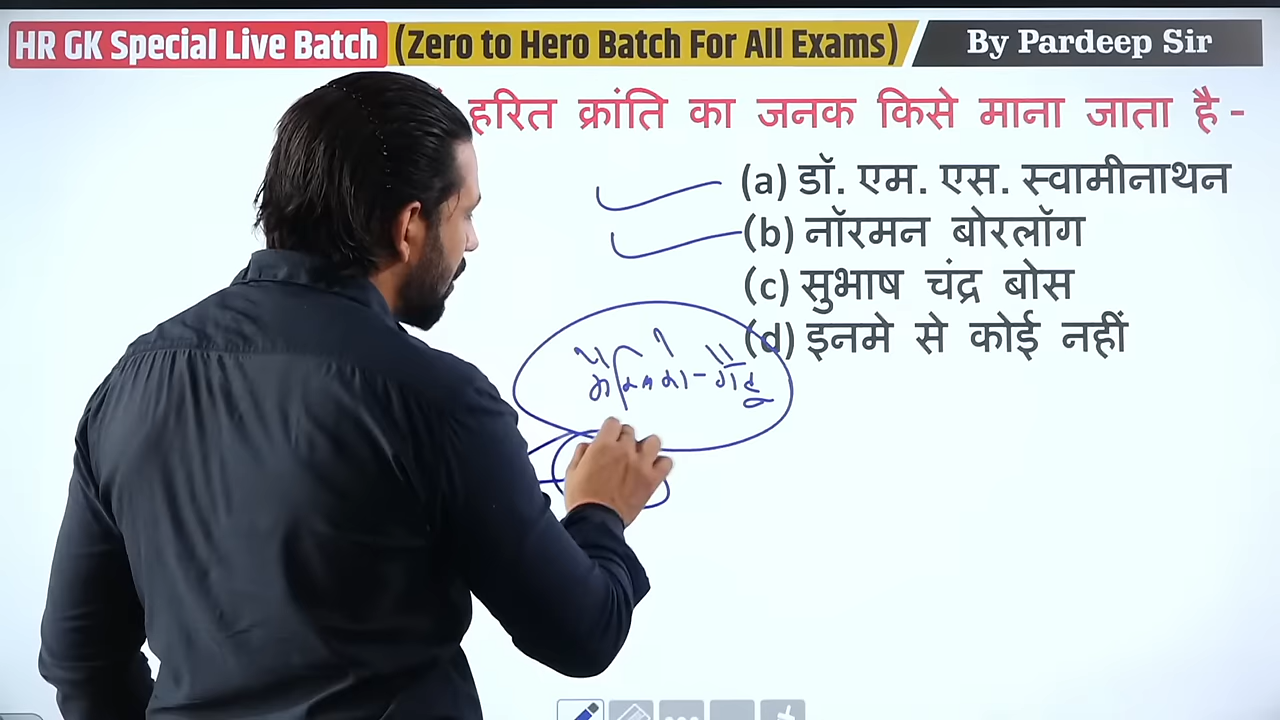 HR GK Special Live Batch (Zero to Hero Batch For All Exams) By Pardeep Sir
हरित क्रांति का जनक किसे माना जाता है -
(a) डॉ. एम. एस. स्वामीनाथन
(b) नॉरमन बोरलॉग
(c) सुभाष चंद्र बोस
(d) इनमे से कोई नहीं